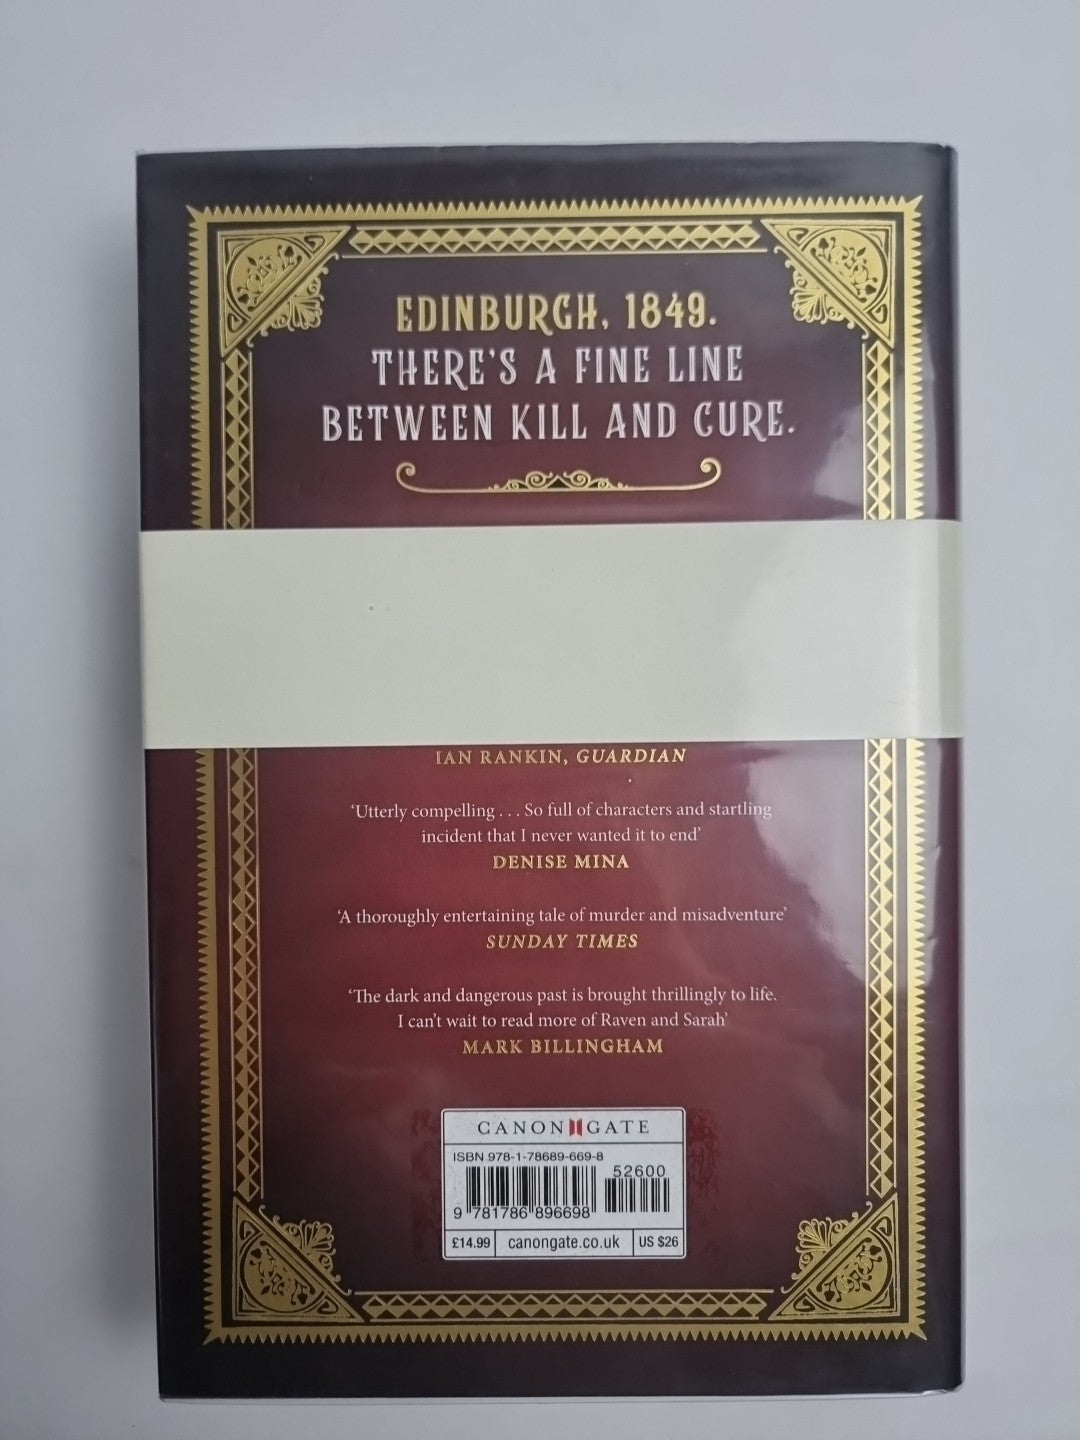 EDINBURGH, 1849.
THERE'S A FINE LINE
BETWEEN KILL AND CURE.
IAN RANKIN, GUARDIAN
‘Utterly compelling . . . So full of characters and startling
incident that I never wanted it to end’
DENISE MINA
‘A thoroughly entertaining tale of murder and misadventure’
SUNDAY TIMES
‘The dark and dangerous past is brought thrillingly to life.
I can’t wait to read more of Raven and Sarah’
MARK BILLINGHAM
CANONGATE
ISBN 978-1-78689-669-8
52600
9 781786 896698
£14.99 canongate.co.uk US $26